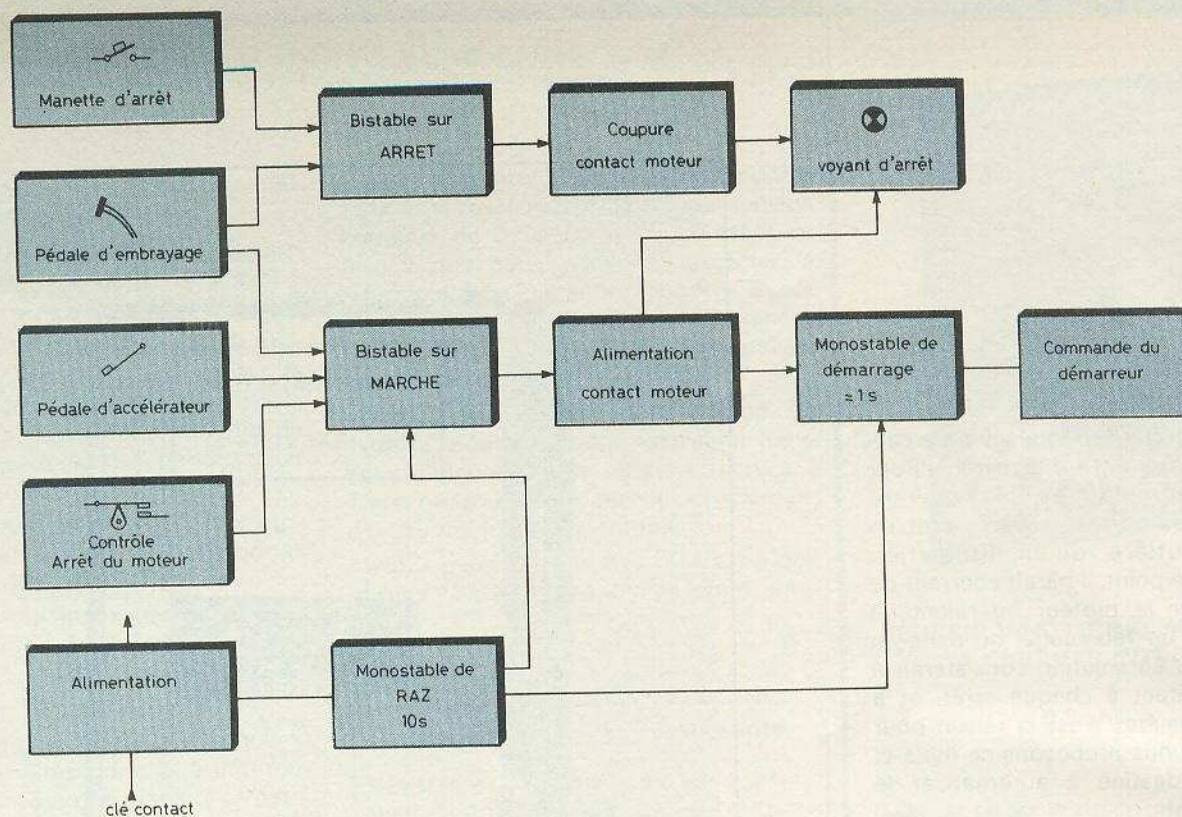 Manette d'arrêt
Bistable sur
ARRET
Coupure
contact moteur
voyant d'arrêt
Pédale d'embrayage
Pédale d'accélérateur
Bistable sur
MARCHE
Alimentation
contact moteur
Monostable de
démarrage
≈ 1 s
Commande du
démarreur
Contrôle
Arrêt du moteur
Alimentation
Monostable de
RAZ
10s
clé contact